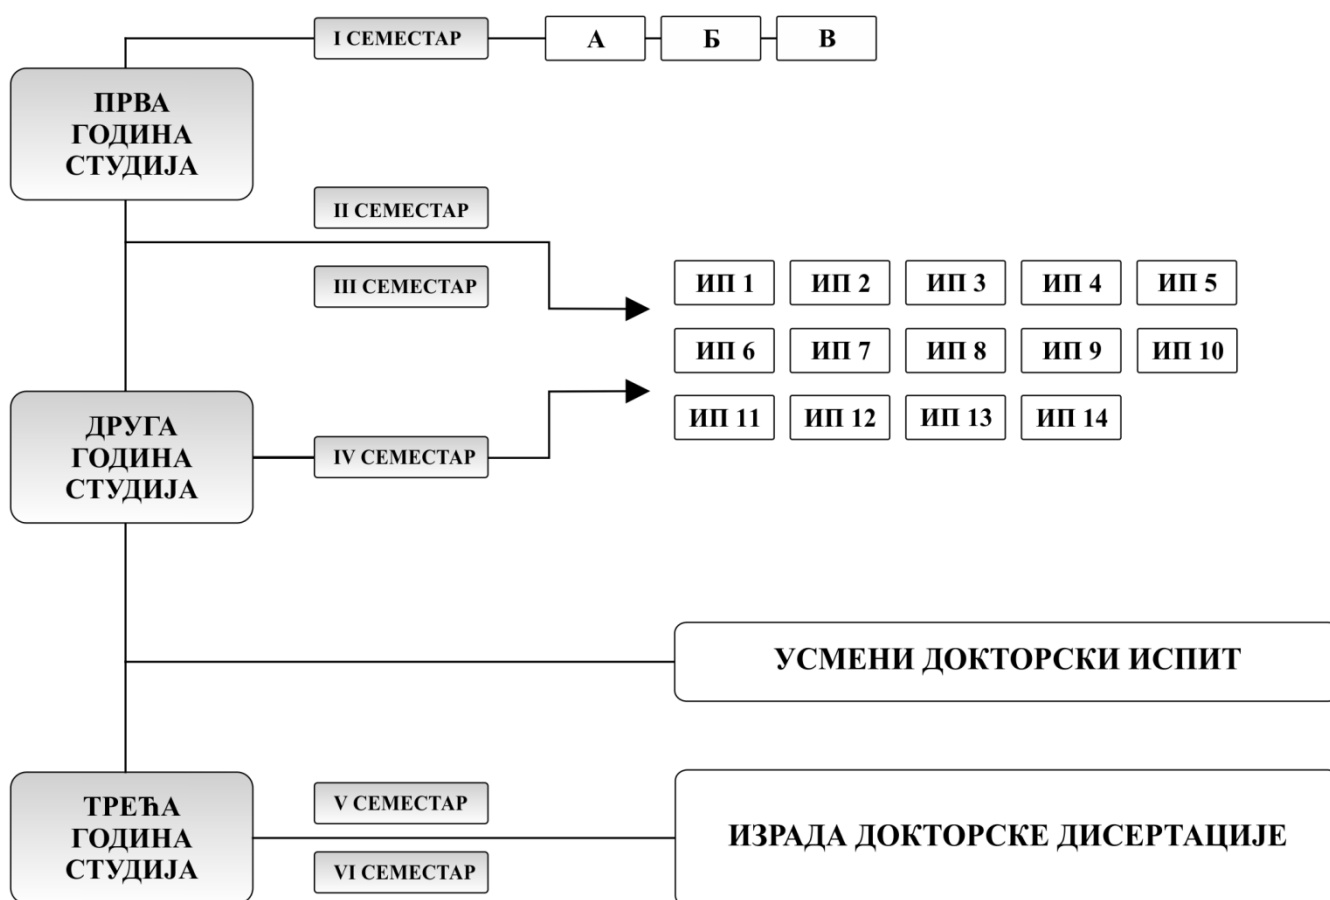 I СЕМЕСТАР
А
Б
В
ПРВА
ГОДИНА
СТУДИЈА
II СЕМЕСТАР
III СЕМЕСТАР
ИП 1
ИП 2
ИП 3
ИП 4
ИП 5
ИП 6
ИП 7
ИП 8
ИП 9
ИП 10
ИП 11
ИП 12
ИП 13
ИП 14
ДРУГА
ГОДИНА
СТУДИЈА
IV СЕМЕСТАР
УСМЕНИ ДОКТОРСКИ ИСПИТ
ТРЕЋА
ГОДИНА
СТУДИЈА
V СЕМЕСТАР
VI СЕМЕСТАР
ИЗРАДА ДОКТОРСКЕ ДИСЕРТАЦИЈЕ